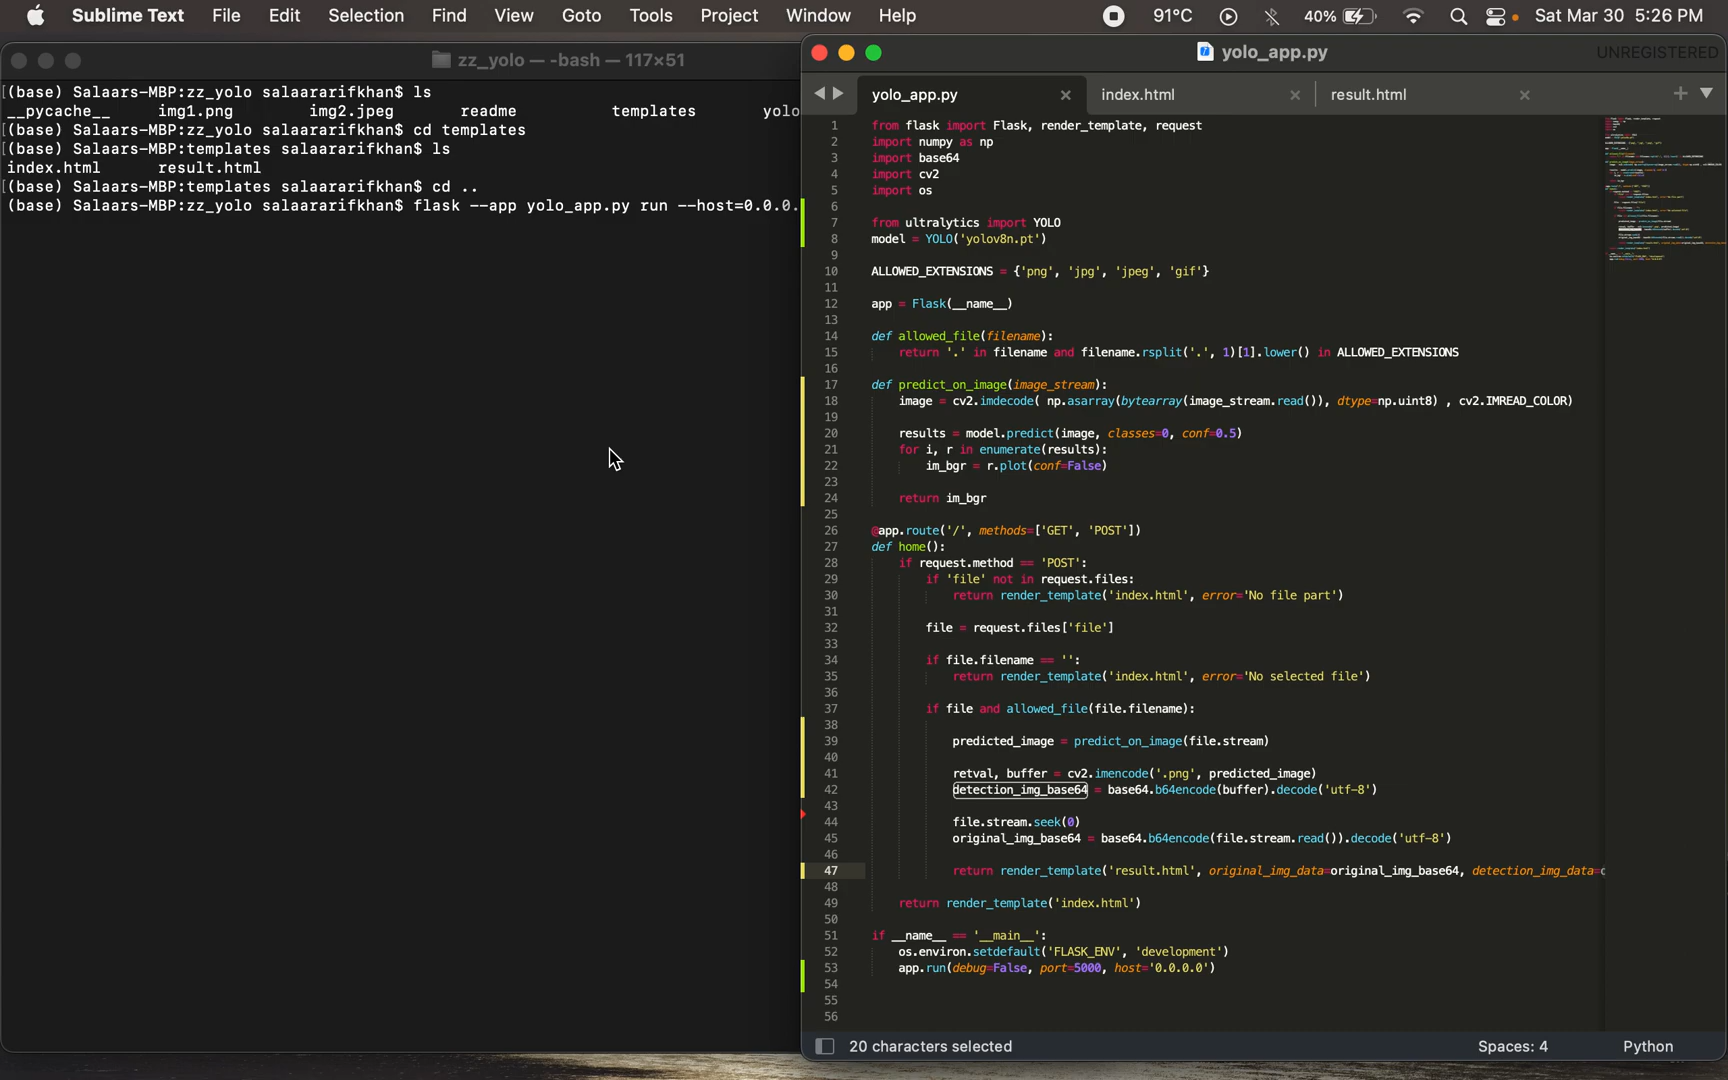 Sublime Text File Edit Selection Find View Goto Tools Project Window Help 91°C 40% Sat Mar 30 5:26 PM
zz_yolo — -bash — 117×51
[(base) Salaars-MBP:zz_yolo salaararifkhan$ ls
__pycache__ img1.png img2.jpeg readme templates yolo
[(base) Salaars-MBP:zz_yolo salaararifkhan$ cd templates
[(base) Salaars-MBP:templates salaararifkhan$ ls
index.html result.html
[(base) Salaars-MBP:templates salaararifkhan$ cd ..
(base) Salaars-MBP:zz_yolo salaararifkhan$ flask --app yolo_app.py run --host=0.0.0.
yolo_app.py UNREGISTERED
yolo_app.py index.html result.html
1 from flask import Flask, render_template, request
2 import numpy as np
3 import base64
4 import cv2
5 import os
6
7 from ultralytics import YOLO
8 model = YOLO('yolov8n.pt')
9
10 ALLOWED_EXTENSIONS = {'png', 'jpg', 'jpeg', 'gif'}
11
12 app = Flask(__name__)
13
14 def allowed_file(filename):
15 return '.' in filename and filename.rsplit('.', 1)[1].lower() in ALLOWED_EXTENSIONS
16
17 def predict_on_image(image_stream):
18 image = cv2.imdecode( np.asarray(bytearray(image_stream.read()), dtype=np.uint8) , cv2.IMREAD_COLOR)
19
20 results = model.predict(image, classes=0, conf=0.5)
21 for i, r in enumerate(results):
22 im_bgr = r.plot(conf=False)
23
24 return im_bgr
25
26 @app.route('/', methods=['GET', 'POST'])
27 def home():
28 if request.method == 'POST':
29 if 'file' not in request.files:
30 return render_template('index.html', error='No file part')
31
32 file = request.files['file']
33
34 if file.filename == '':
35 return render_template('index.html', error='No selected file')
36
37 if file and allowed_file(file.filename):
38
39 predicted_image = predict_on_image(file.stream)
40
41 retval, buffer = cv2.imencode('.png', predicted_image)
42 detection_img_base64 = base64.b64encode(buffer).decode('utf-8')
43
44 file.stream.seek(0)
45 original_img_base64 = base64.b64encode(file.stream.read()).decode('utf-8')
46
47 return render_template('result.html', original_img_data=original_img_base64, detection_img_data=
48
49 return render_template('index.html')
50
51 if __name__ == '__main__':
52 os.environ.setdefault('FLASK_ENV', 'development')
53 app.run(debug=False, port=5000, host='0.0.0.0')
54
55
56
20 characters selected Spaces: 4 Python